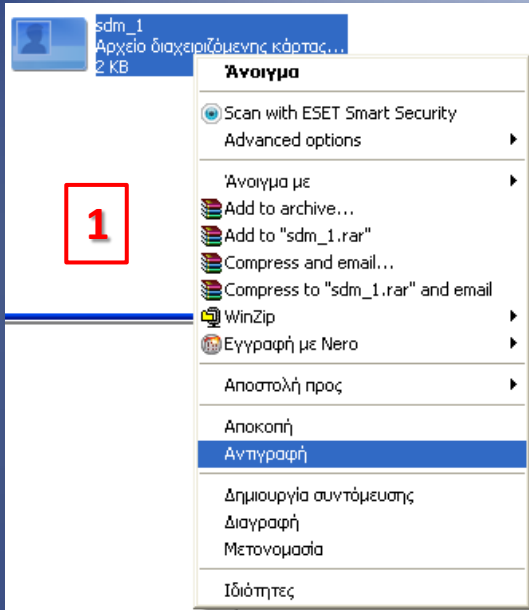 sdm_1
Αρχείο διαχειριζόμενης κάρτας...
2 KB
Άνοιγμα
Scan with ESET Smart Security
Advanced options
Άνοιγμα με
Add to archive...
Add to "sdm_1.rar"
Compress and email...
Compress to "sdm_1.rar" and email
WinZip
Εγγραφή με Nero
Αποστολή προς
Αποκοπή
Αντιγραφή
Δημιουργία συντόμευσης
Διαγραφή
Μετονομασία
Ιδιότητες
1